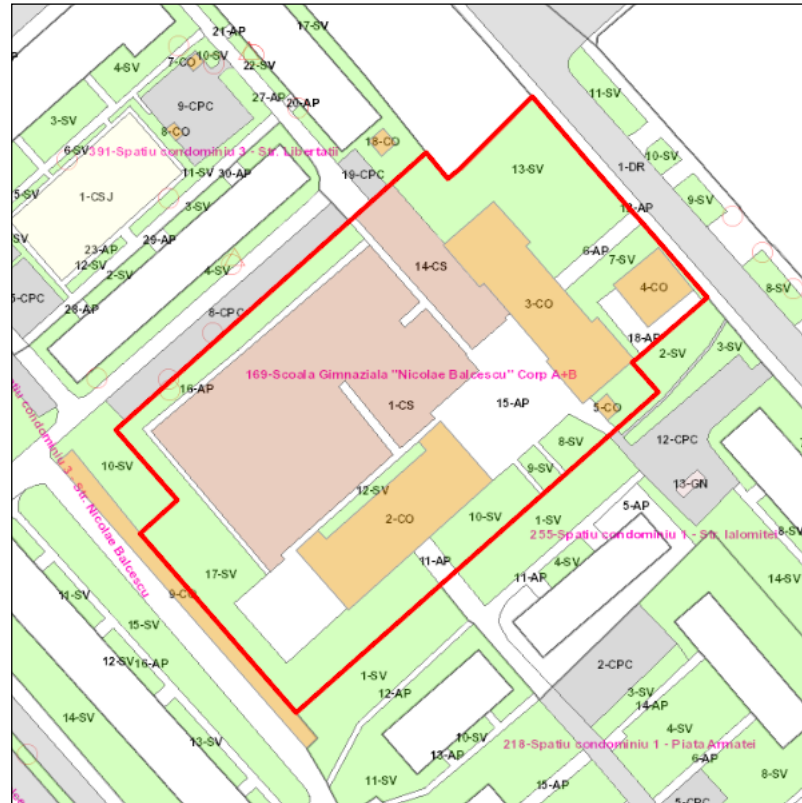 21-AP
17-SV
10-SV
7-CO
22-SV
4-SV
27-AP
20-AP
9-CPC
11-SV
3-SV
8-CO
18-CO
6-SV
391-Spatiu condominiu 3 - Str. Libertatii
13-SV
1-DR
10-SV
11-SV
30-AP
19-CPC
1-CSJ
9-SV
3-SV
12-AP
29-AP
23-AP
6-AP
12-SV
7-SV
2-SV
4-SV
14-CS
8-SV
4-CO
3-CO
28-AP
8-CPC
18-AP
3-SV
2-SV
169-Scoala Gimnaziala "Nicolae Balcescu" Corp A+B
16-AP
15-AP
1-CS
5-CO
12-CPC
8-SV
10-SV
9-SV
13-GN
12-SV
5-AP
2-CO
10-SV
1-SV
255-Spatiu condominiu 1 - Str. Ialomitei
8-SV
11-AP
4-SV
17-SV
11-AP
14-SV
9-CO
11-SV
15-SV
12-SV
16-AP
1-SV
2-CPC
12-AP
3-SV
14-AP
14-SV
4-SV
13-SV
10-SV
218-Spatiu condominiu 1 - Piata Armatei
13-AP
6-AP
11-SV
15-AP
5-CPC
condominiu 3 - Str. Nicolae Balcescu